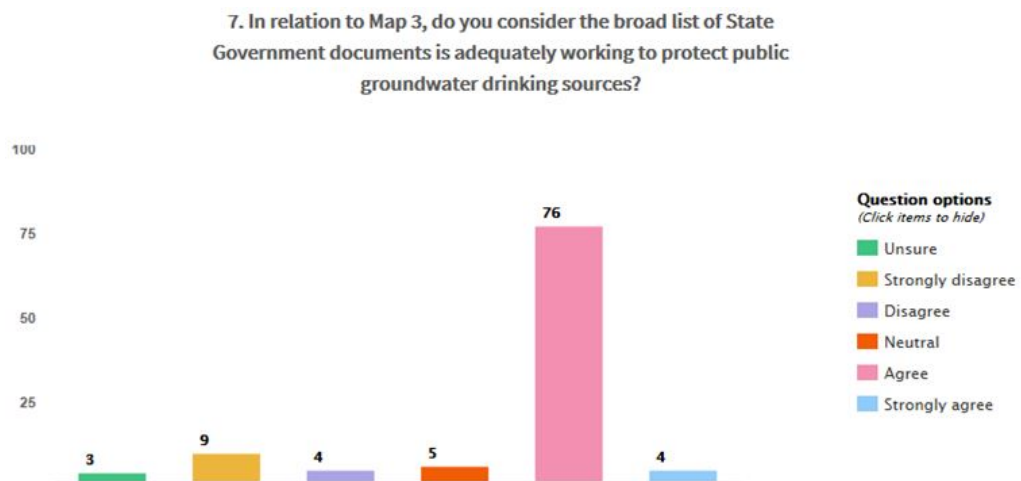 7. In relation to Map 3, do you consider the broad list of State
Government documents is adequately working to protect public
groundwater drinking sources?
100
75
50
25
3
9
4
5
76
4
Question options
(Click items to hide)
Unsure
Strongly disagree
Disagree
Neutral
Agree
Strongly agree